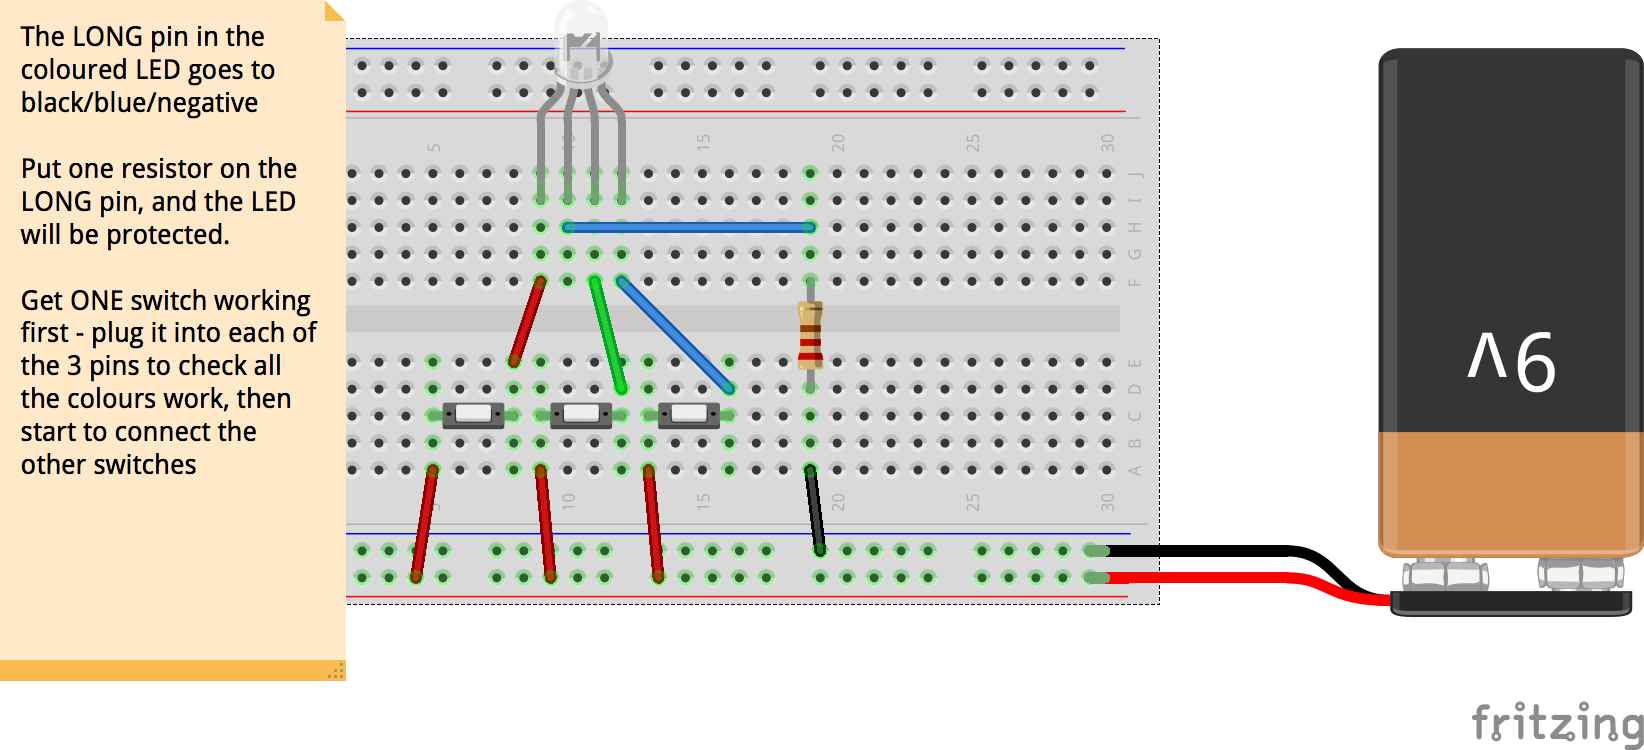 The LONG pin in the
coloured LED goes to
black/blue/negative
Put one resistor on the
LONG pin, and the LED
will be protected.
Get ONE switch working
first - plug it into each of
the 3 pins to check all
the colours work, then
start to connect the
other switches
5 10 15 20 25 30
J
I
H
G
F
E
D
C
B
A
5 10 15 20 25 30
9V
fritzing